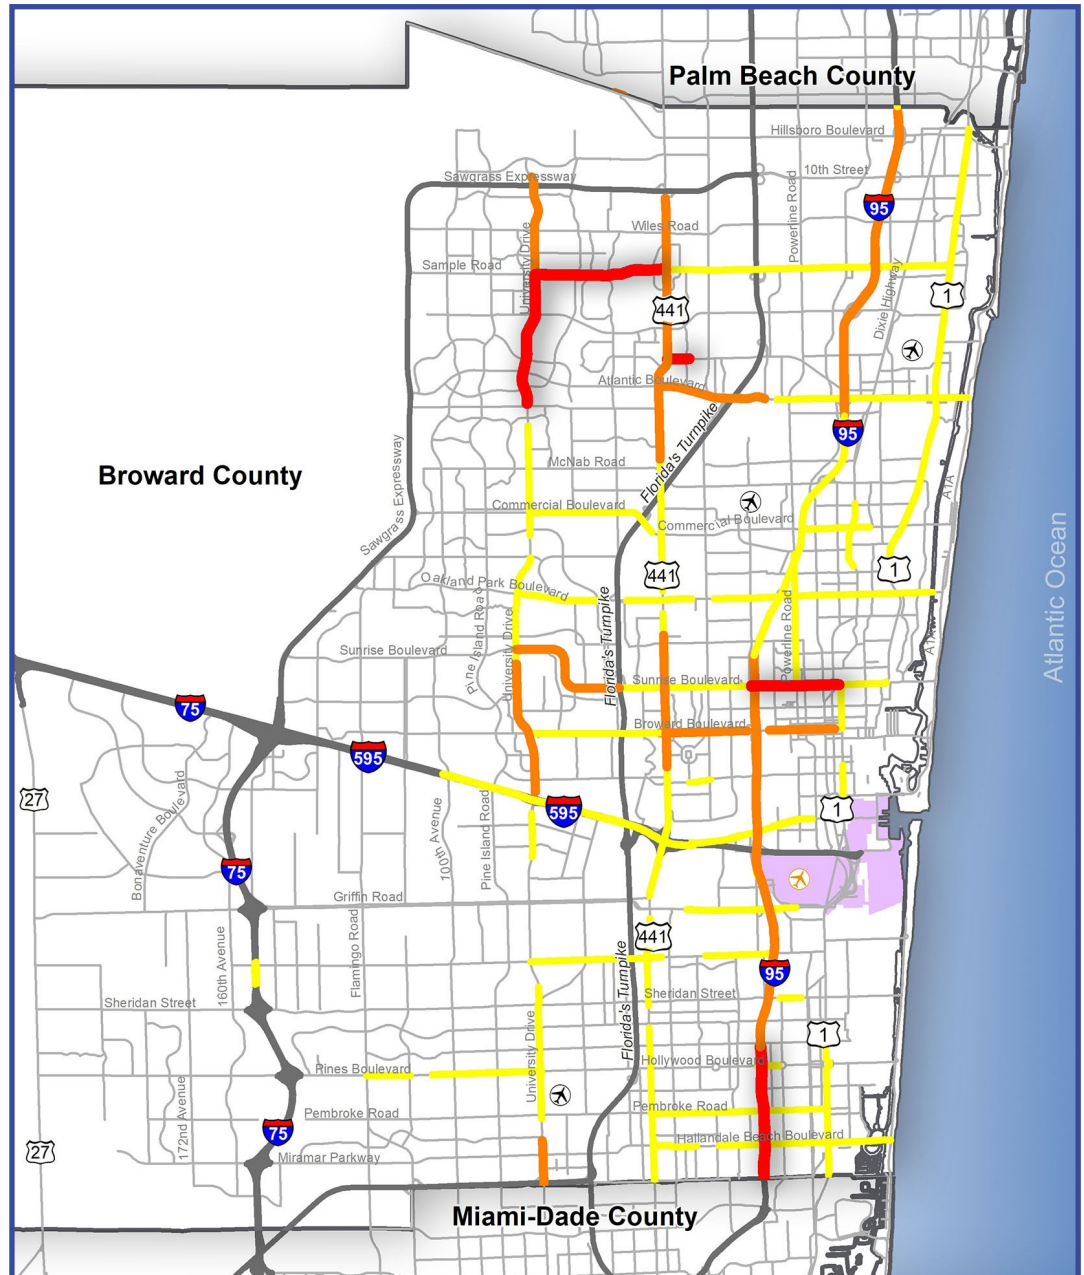 Palm Beach County
Hillsboro Boulevard
10th Street
Sawgrass Expressway
Powerline Road
95
Wiles Road
University Drive
Sample Road
Dixie Highway
1
441
Atlantic Boulevard
Florida's Turnpike
95
Broward County
McNab Road
Sawgrass Expressway
A1A
Commercial Boulevard
Commercial Boulevard
Atlantic Ocean
441
1
Oakland Park Boulevard
Pine Island Road
Florida's Turnpike
Powerline Road
University Drive
A1A
Sunrise Boulevard
Sunrise Boulevard
75
Broward Boulevard
595
27
Bonaventure Boulevard
595
1
100th Avenue
Pine Island Road
75
Griffin Road
Flamingo Road
160th Avenue
441
Florida's Turnpike
95
Sheridan Street
Sheridan Street
University Drive
1
Hollywood Boulevard
Pines Boulevard
172nd Avenue
Pembroke Road
Pembroke Road
75
Hallandale Beach Boulevard
27
Miramar Parkway
Miami-Dade County